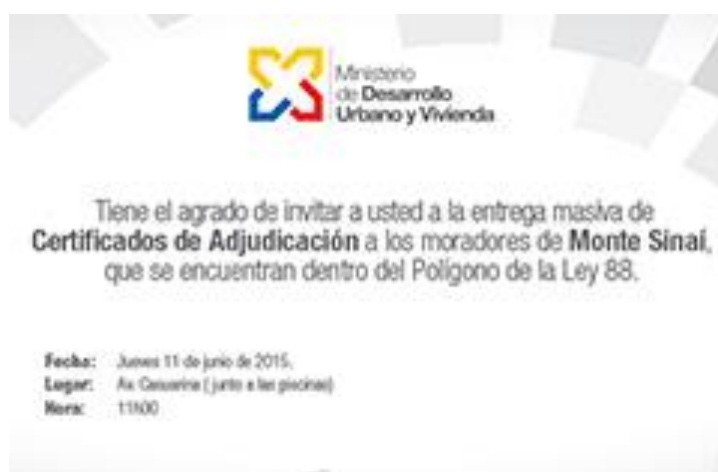 Ministerio
de Desarrollo
Urbano y Vivienda
Tiene el agrado de invitar a usted a la entrega masiva de
Certificados de Adjudicación a los moradores de Monte Sinaí,
que se encuentran dentro del Polígono de la Ley 88.
Fecha: Jueves 11 de junio de 2015.
Lugar: Av. Casuarina ( junto a las piscinas)
Hora: 11h00